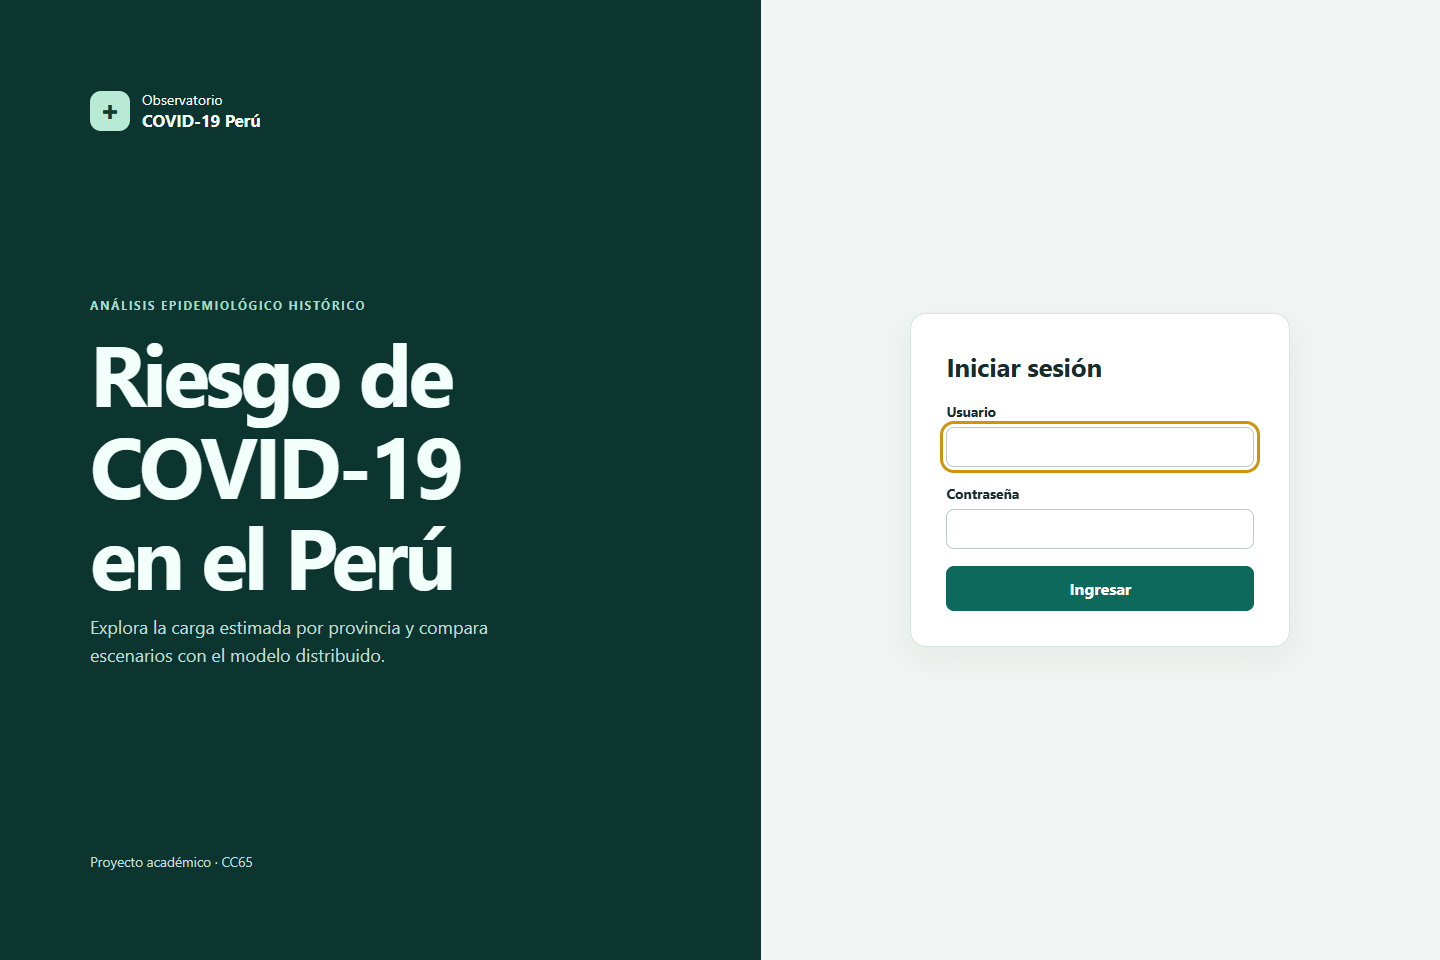 Observatorio
COVID-19 Perú
ANÁLISIS EPIDEMIOLÓGICO HISTÓRICO
Riesgo de
COVID-19
en el Perú
Explora la carga estimada por provincia y compara
escenarios con el modelo distribuido.
Proyecto académico · CC65
Iniciar sesión
Usuario
Contraseña
Ingresar